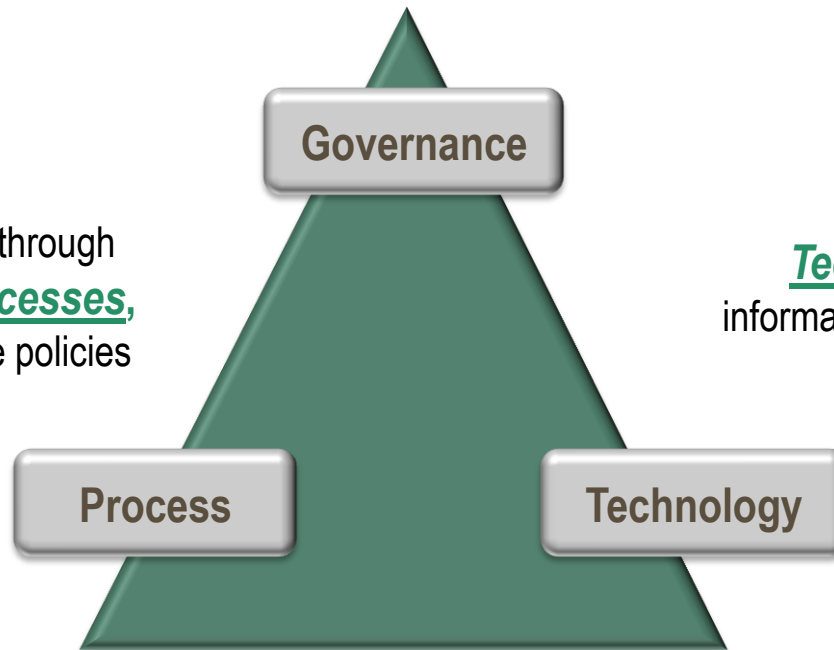 Governance
through
cesses,
e policies
Te
informa
Process
Technology